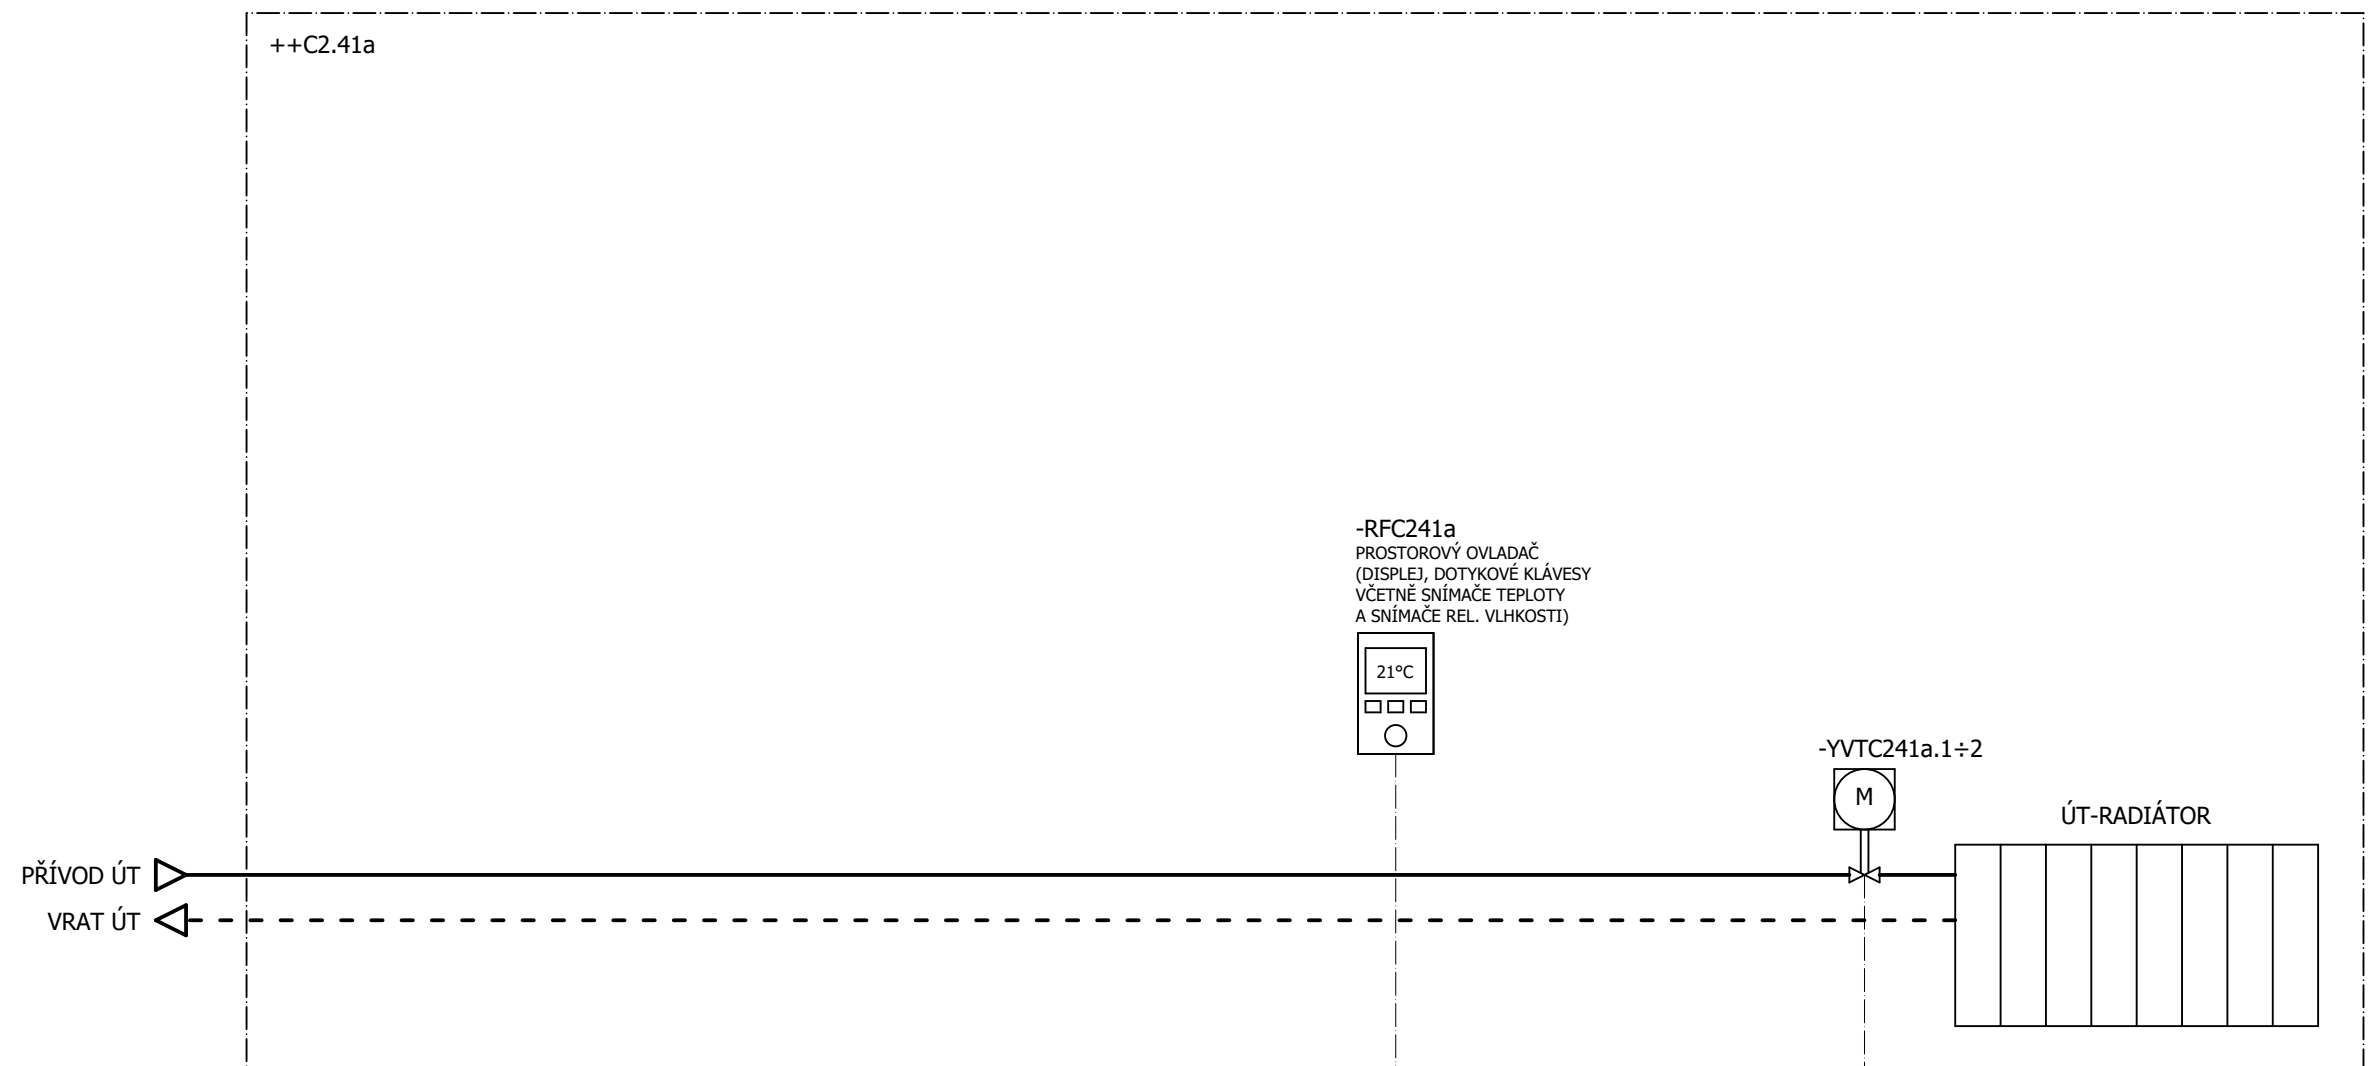 ++C2.41a
-RFC241a
PROSTOROVÝ OVLADAČ
(DISPLEJ, DOTYKOVÉ KLÁVESY
VČETNĚ SNÍMAČE TEPLOTY
A SNÍMAČE REL. VLHKOSTI)
21°C
-YVTC241a.1÷2
M
ÚT-RADIÁTOR
PŘÍVOD ÚT
VRAT ÚT